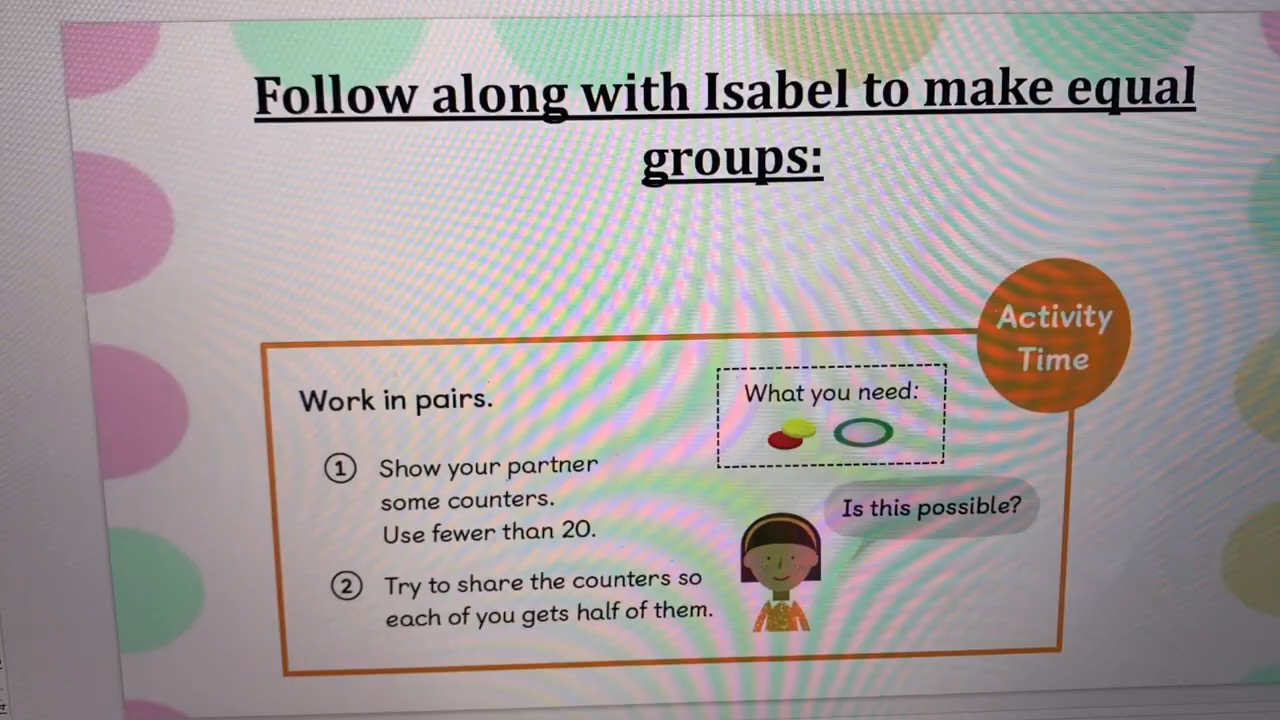 Follow along with Isabel to make equal
groups:
Activity
Time
Work in pairs.
What you need:
1 Show your partner
some counters.
Use fewer than 20.
Is this possible?
2 Try to share the counters so
each of you gets half of them.